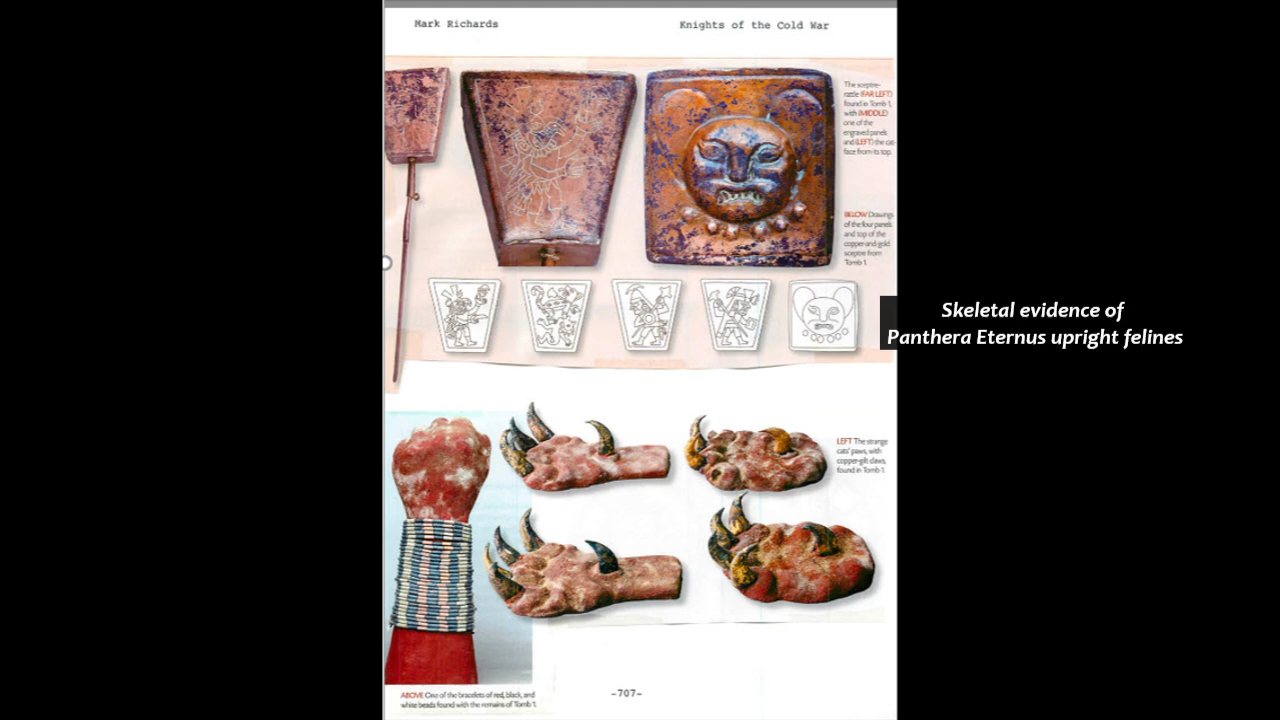 Mark Richards
Knights of the Cold War
The sceptre-
rattle (FAR LEFT)
found in Tomb 1,
with (MIDDLE)
one of the
engraved panels
and (LEFT) the cat
face from its top.
BELOW Drawings
of the four panels
and top of the
copper-and-gold
sceptre from
Tomb 1.
Skeletal evidence of
Panthera Eternus upright felines
LEFT The strange
cats' paws, with
copper-gilt claws,
found in Tomb 1.
ABOVE One of the bracelets of red, black, and
white beads found with the remains of Tomb 1.
-707-